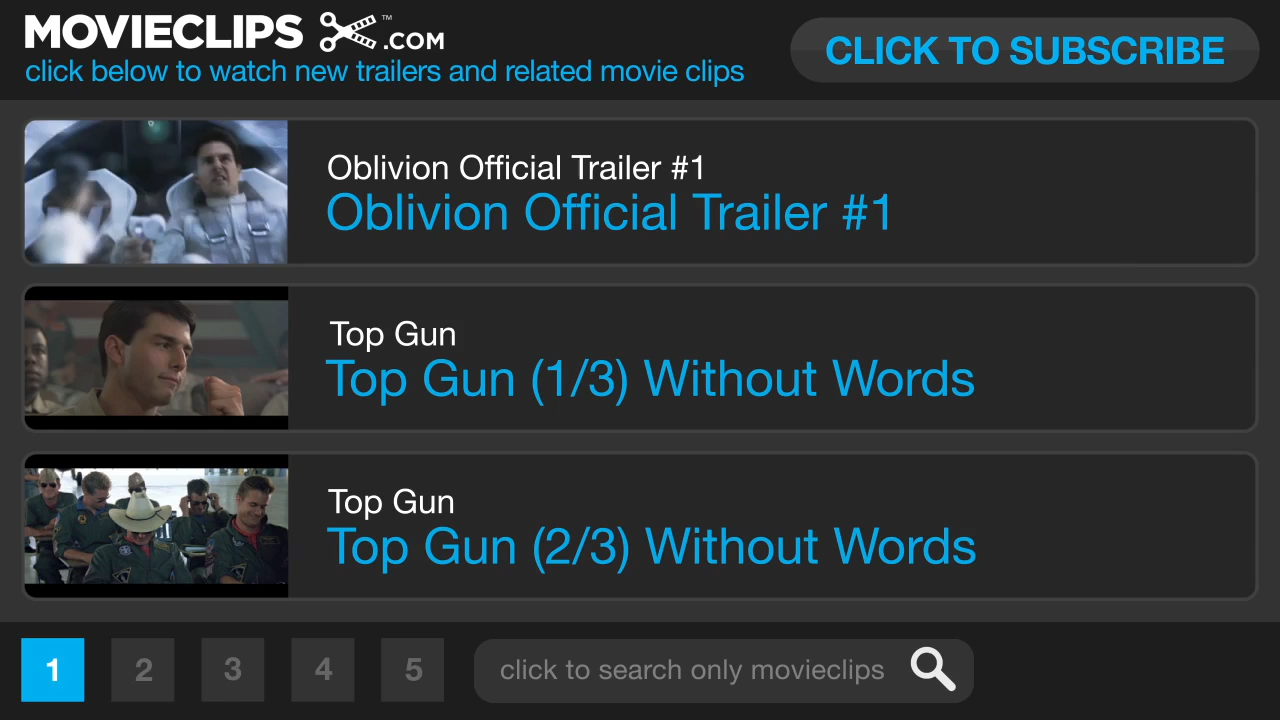 MOVIECLIPS ™ .COM
click below to watch new trailers and related movie clips
CLICK TO SUBSCRIBE
Oblivion Official Trailer #1
Oblivion Official Trailer #1
Top Gun
Top Gun (1/3) Without Words
Top Gun
Top Gun (2/3) Without Words
1 2 3 4 5 click to search only movieclips